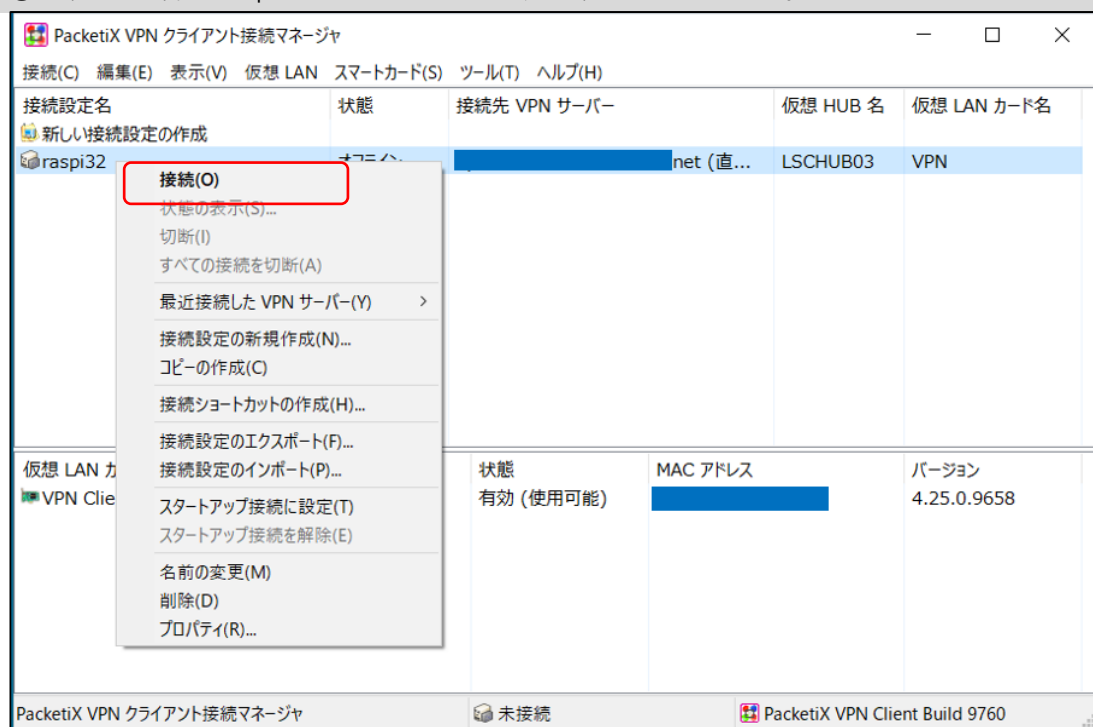 PacketiX VPN クライアント接続マネージャ
接続(C) 編集(E) 表示(V) 仮想 LAN スマートカード(S) ツール(T) ヘルプ(H)
接続設定名 状態 接続先 VPN サーバー 仮想 HUB 名 仮想 LAN カード名
新しい接続設定の作成
raspi32 オフライン net (直... LSCHUB03 VPN
接続(O)
状態の表示(S)...
切断(I)
すべての接続を切断(A)
最近接続した VPN サーバー(Y)
接続設定の新規作成(N)...
コピーの作成(C)
接続ショートカットの作成(H)...
接続設定のエクスポート(F)...
接続設定のインポート(P)...
スタートアップ接続に設定(T)
スタートアップ接続を解除(E)
名前の変更(M)
削除(D)
プロパティ(R)...
仮想 LAN カ 状態 MAC アドレス バージョン
VPN Clie 有効 (使用可能) 4.25.0.9658
PacketiX VPN クライアント接続マネージャ 未接続 PacketiX VPN Client Build 9760